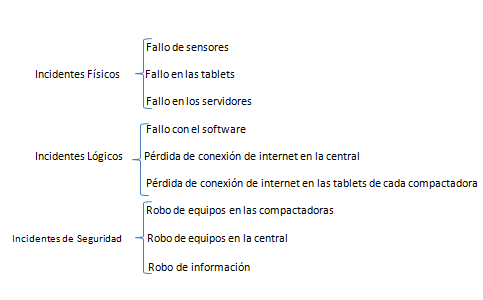 Fallo de sensores
Incidentes Físicos
Fallo en las tablets
Fallo en los servidores
Fallo con el software
Incidentes Lógicos
Pérdida de conexión de internet en la central
Pérdida de conexión de internet en las tablets de cada compactadora
Robo de equipos en las compactadoras
Incidentes de Seguridad
Robo de equipos en la central
Robo de información